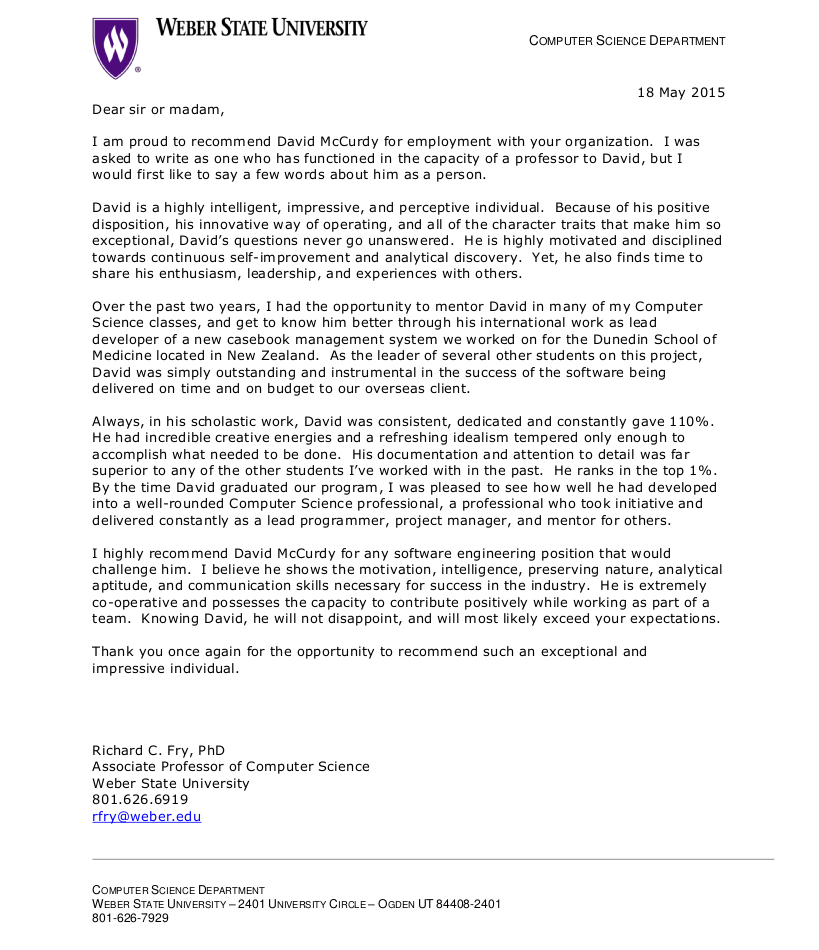 WEBER STATE UNIVERSITY
COMPUTER SCIENCE DEPARTMENT
®
18 May 2015
Dear sir or madam,
I am proud to recommend David McCurdy for employment with your organization. I was
asked to write as one who has functioned in the capacity of a professor to David, but I
would first like to say a few words about him as a person.
David is a highly intelligent, impressive, and perceptive individual. Because of his positive
disposition, his innovative way of operating, and all of the character traits that make him so
exceptional, David’s questions never go unanswered. He is highly motivated and disciplined
towards continuous self-improvement and analytical discovery. Yet, he also finds time to
share his enthusiasm, leadership, and experiences with others.
Over the past two years, I had the opportunity to mentor David in many of my Computer
Science classes, and get to know him better through his international work as lead
developer of a new casebook management system we worked on for the Dunedin School of
Medicine located in New Zealand. As the leader of several other students on this project,
David was simply outstanding and instrumental in the success of the software being
delivered on time and on budget to our overseas client.
Always, in his scholastic work, David was consistent, dedicated and constantly gave 110%.
He had incredible creative energies and a refreshing idealism tempered only enough to
accomplish what needed to be done. His documentation and attention to detail was far
superior to any of the other students I’ve worked with in the past. He ranks in the top 1%.
By the time David graduated our program, I was pleased to see how well he had developed
into a well-rounded Computer Science professional, a professional who took initiative and
delivered constantly as a lead programmer, project manager, and mentor for others.
I highly recommend David McCurdy for any software engineering position that would
challenge him. I believe he shows the motivation, intelligence, preserving nature, analytical
aptitude, and communication skills necessary for success in the industry. He is extremely
co-operative and possesses the capacity to contribute positively while working as part of a
team. Knowing David, he will not disappoint, and will most likely exceed your expectations.
Thank you once again for the opportunity to recommend such an exceptional and
impressive individual.
Richard C. Fry, PhD
Associate Professor of Computer Science
Weber State University
801.626.6919
rfry@weber.edu
COMPUTER SCIENCE DEPARTMENT
WEBER STATE UNIVERSITY – 2401 UNIVERSITY CIRCLE – OGDEN UT 84408-2401
801-626-7929